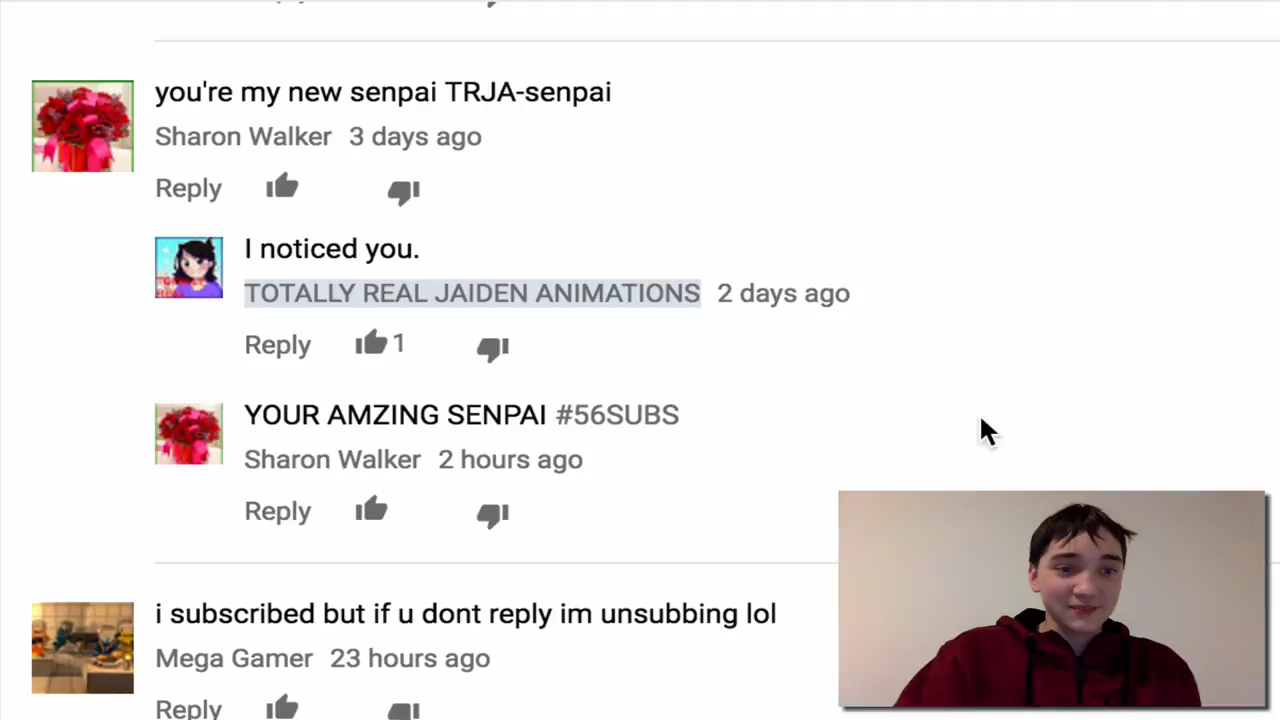 you're my new senpai TRJA-senpai
Sharon Walker 3 days ago
Reply
I noticed you.
TOTALLY REAL JAIDEN ANIMATIONS 2 days ago
Reply 1
YOUR AMZING SENPAI #56SUBS
Sharon Walker 2 hours ago
Reply
i subscribed but if u dont reply im unsubbing lol
Mega Gamer 23 hours ago
Reply